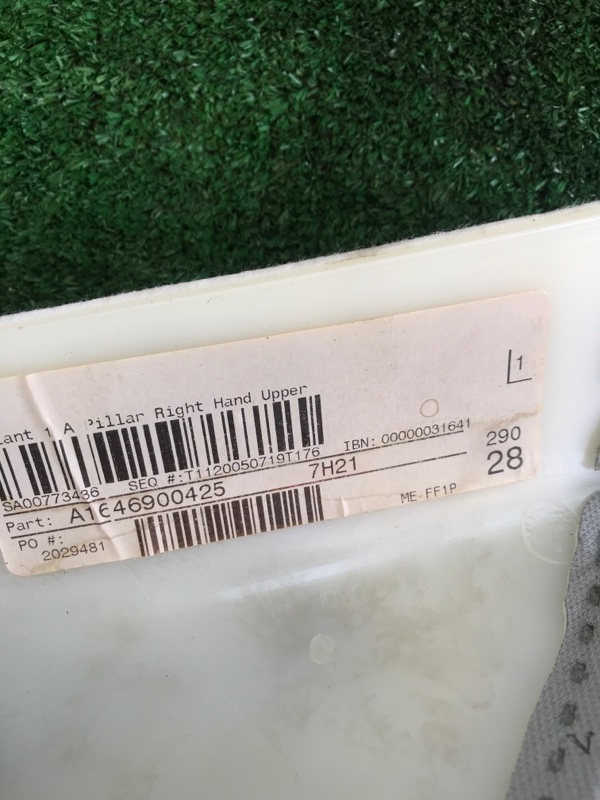 1
ant 1 A Pillar Right Hand Upper
SA00773436 SEQ #:T1120050719T176 IBN: 00000031641
Part: A1646900425 7H21 290
PO #: ME-FF1P 28
2029481